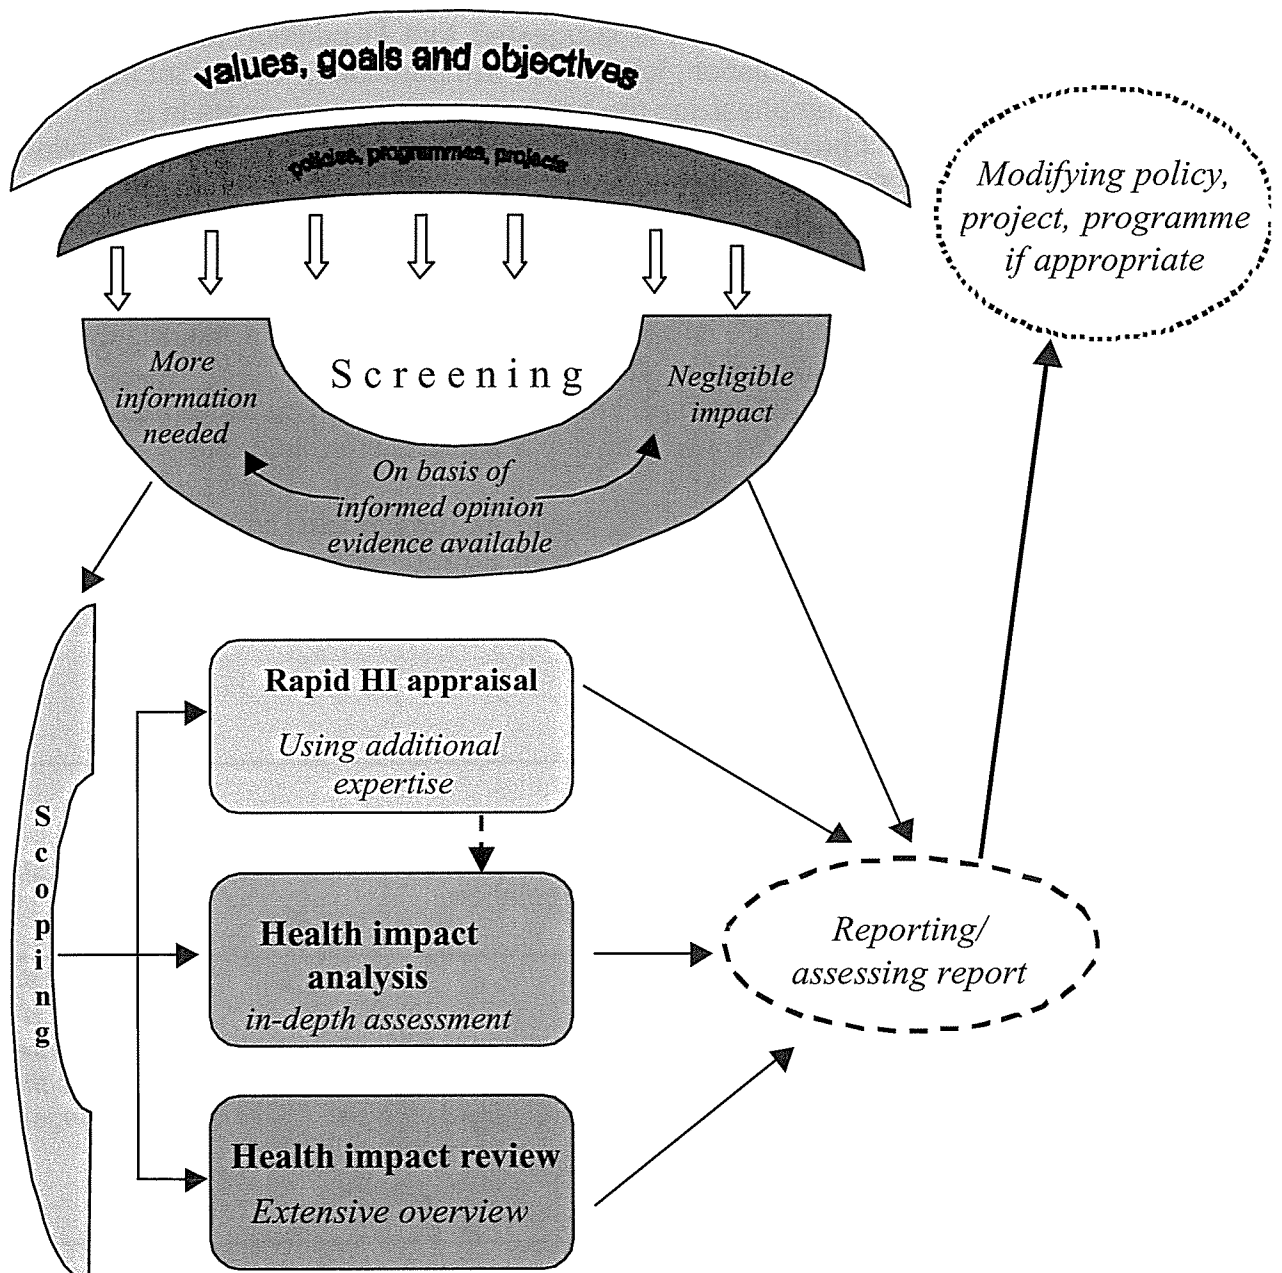 values, goals and objectives
policies, programmes, projects
Modifying policy,
project, programme
if appropriate
Screening
More
information
needed
Negligible
impact
On basis of
informed opinion
evidence available
Scoping
Rapid HI appraisal
Using additional
expertise
Health impact
analysis
in-depth assessment
Health impact review
Extensive overview
Reporting/
assessing report